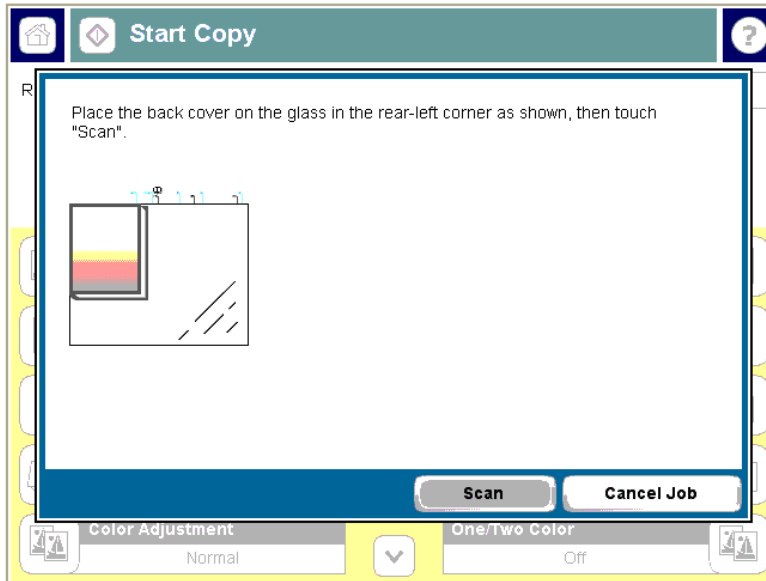 Start Copy
?
R
Place the back cover on the glass in the rear-left corner as shown, then touch
"Scan".
Scan
Cancel Job
Color Adjustment
One/Two Color
Normal
Off